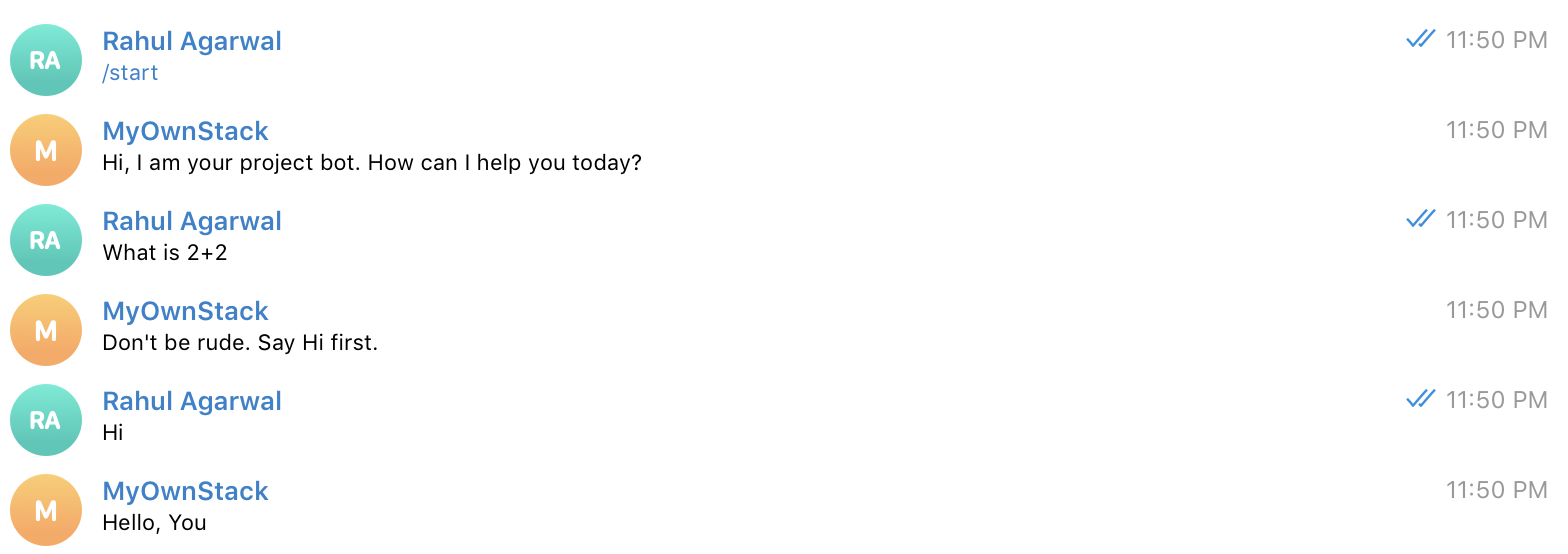 RA
Rahul Agarwal
11:50 PM
/start
M
MyOwnStack
11:50 PM
Hi, I am your project bot. How can I help you today?
RA
Rahul Agarwal
11:50 PM
What is 2+2
M
MyOwnStack
11:50 PM
Don't be rude. Say Hi first.
RA
Rahul Agarwal
11:50 PM
Hi
M
MyOwnStack
11:50 PM
Hello, You